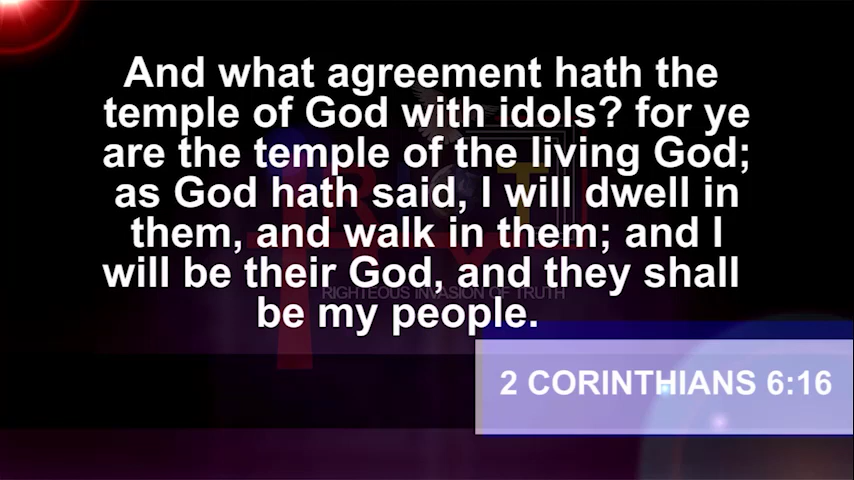 And what agreement hath the
temple of God with idols? for ye
are the temple of the living God;
as God hath said, I will dwell in
them, and walk in them; and I
will be their God, and they shall
RIGHTEOUS INVASION OF TRUTH
be my people.
2 CORINTHIANS 6:16